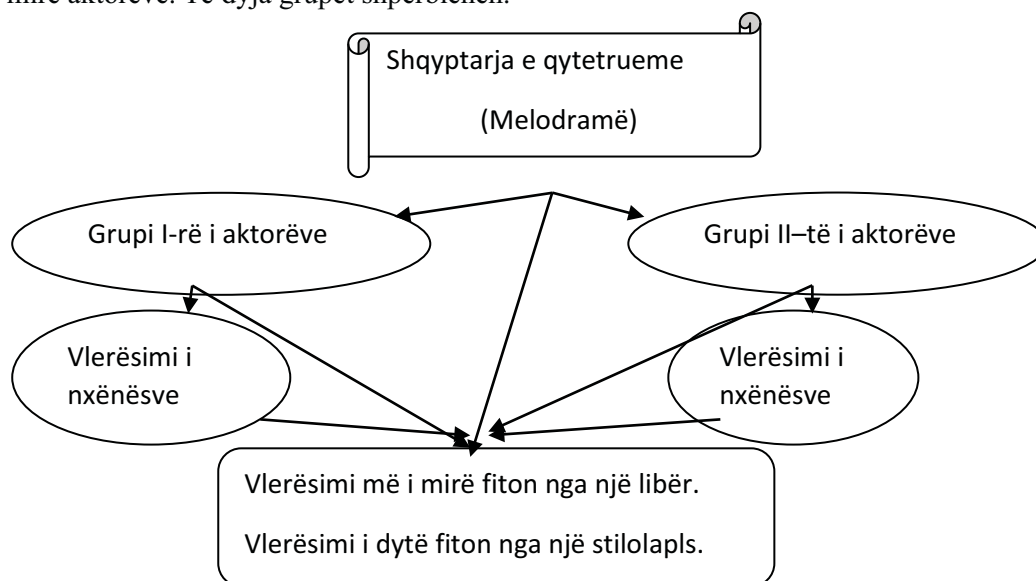 mirë aktorëve. Të dyja grupet shpërblehen.
Shqyptarja e qytetrueme
(Melodramë)
Grupi I-rë i aktorëve
Grupi II–të i aktorëve
Vlerësimi i
nxënësve
Vlerësimi i
nxënësve
Vlerësimi më i mirë fiton nga një libër.
Vlerësimi i dytë fiton nga një stilolapls.